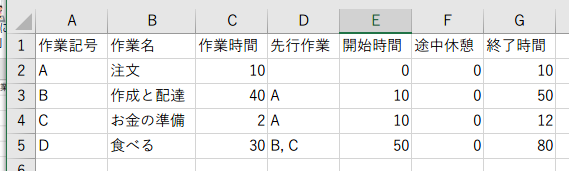 A B C D E F G
1 作業記号 作業名 作業時間 先行作業 開始時間 途中休憩 終了時間
2 A 注文 10 0 0 10
3 B 作成と配達 40 A 10 0 50
4 C お金の準備 2 A 10 0 12
5 D 食べる 30 B, C 50 0 80